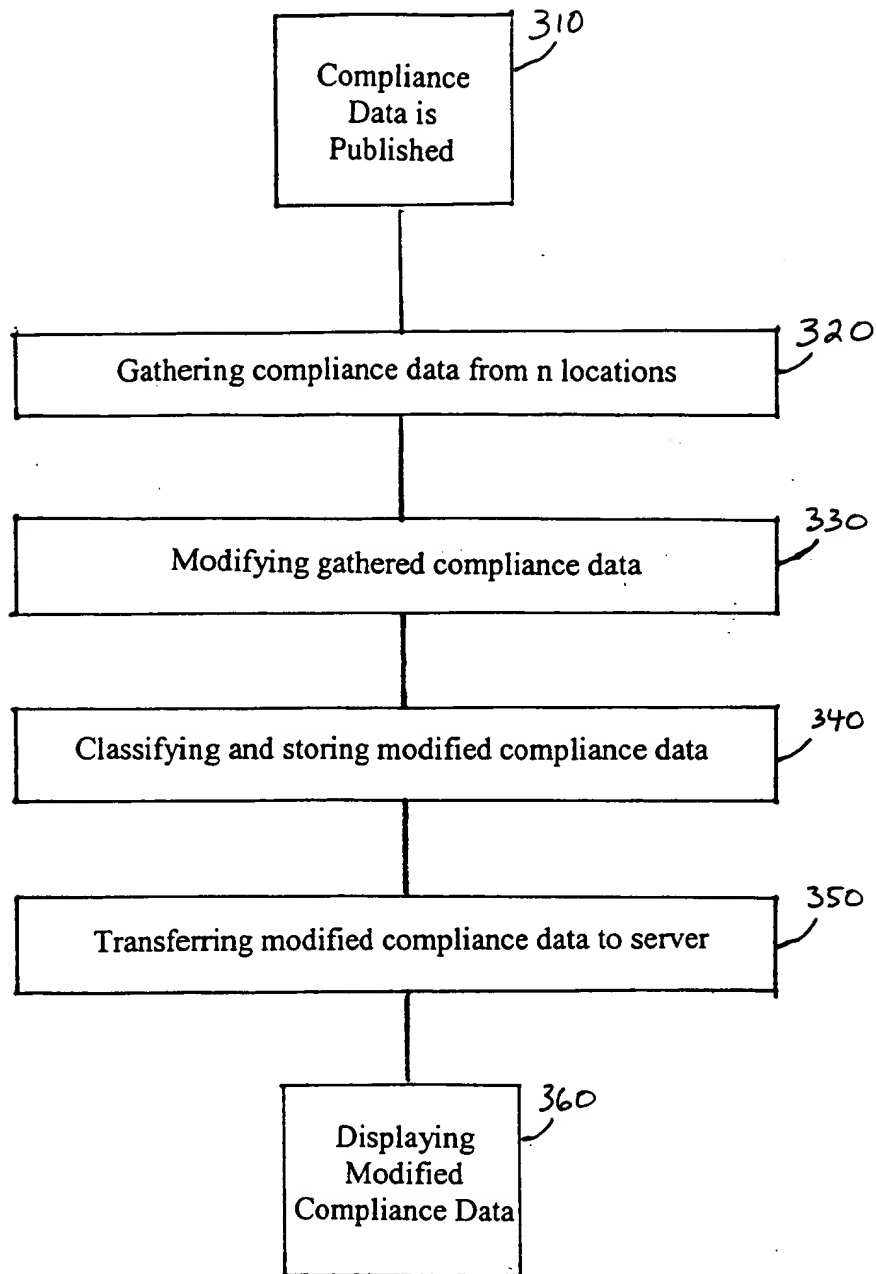 310
Compliance
Data is
Published
320
Gathering compliance data from n locations
330
Modifying gathered compliance data
340
Classifying and storing modified compliance data
350
Transferring modified compliance data to server
360
Displaying
Modified
Compliance Data